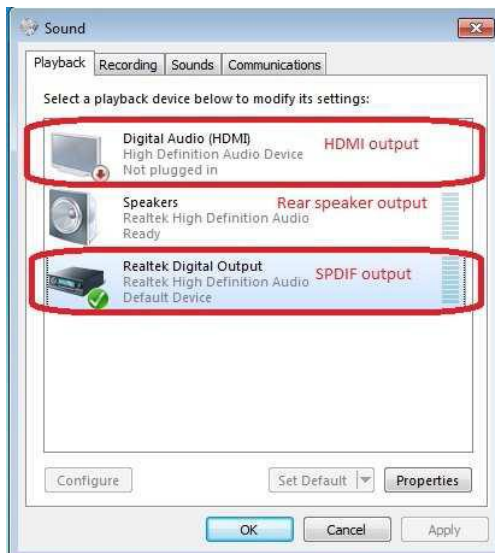 Sound
Playback Recording Sounds Communications
Select a playback device below to modify its settings:
Digital Audio (HDMI)
High Definition Audio Device
Not plugged in
HDMI output
Speakers
Realtek High Definition Audio
Ready
Rear speaker output
Realtek Digital Output
Realtek High Definition Audio
Default Device
SPDIF output
Configure Set Default Properties
OK Cancel Apply